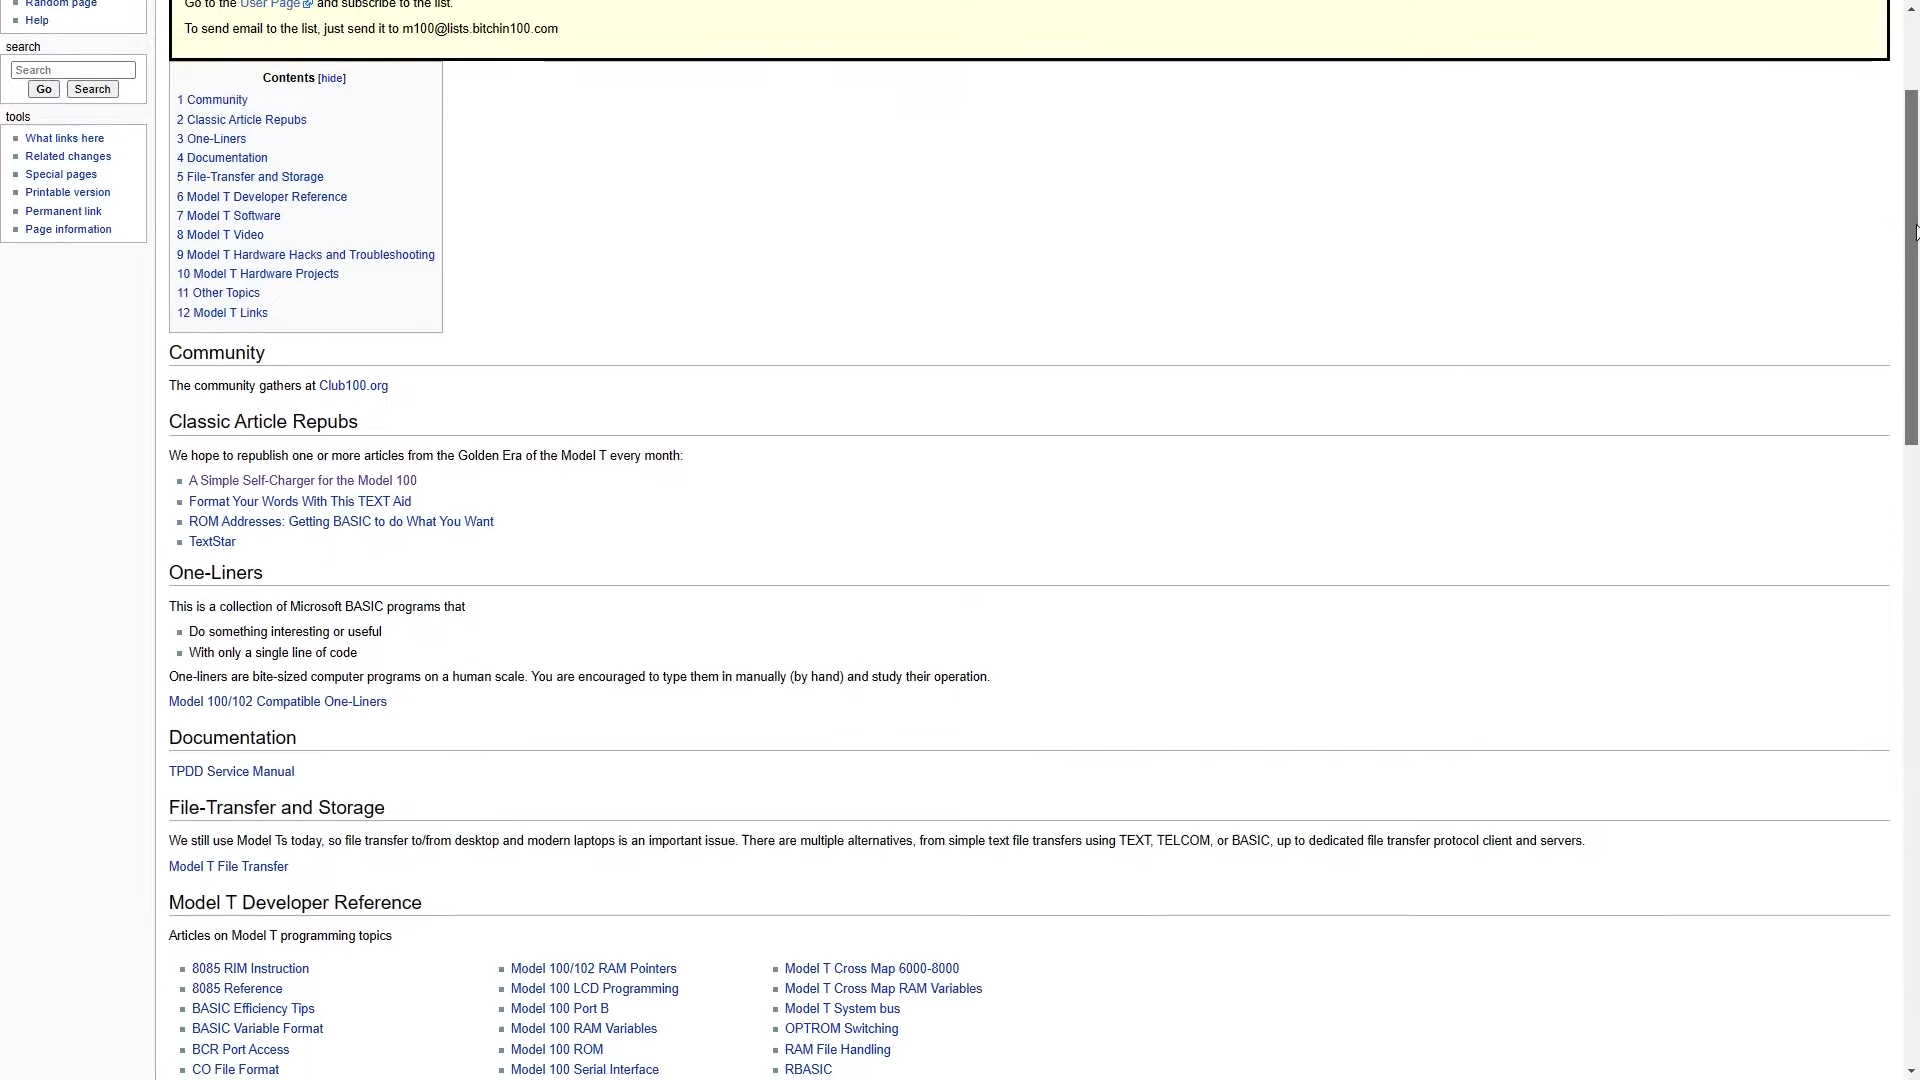 Go to the User Page and subscribe to the list.
To send email to the list, just send it to m100@lists.bitchin100.com
Random page
Help
search
Search
Go Search
tools
What links here
Related changes
Special pages
Printable version
Permanent link
Page information
Contents [hide]
1 Community
2 Classic Article Repubs
3 One-Liners
4 Documentation
5 File-Transfer and Storage
6 Model T Developer Reference
7 Model T Software
8 Model T Video
9 Model T Hardware Hacks and Troubleshooting
10 Model T Hardware Projects
11 Other Topics
12 Model T Links
Community
The community gathers at Club100.org
Classic Article Repubs
We hope to republish one or more articles from the Golden Era of the Model T every month:
A Simple Self-Charger for the Model 100
Format Your Words With This TEXT Aid
ROM Addresses: Getting BASIC to do What You Want
TextStar
One-Liners
This is a collection of Microsoft BASIC programs that
Do something interesting or useful
With only a single line of code
One-liners are bite-sized computer programs on a human scale. You are encouraged to type them in manually (by hand) and study their operation.
Model 100/102 Compatible One-Liners
Documentation
TPDD Service Manual
File-Transfer and Storage
We still use Model Ts today, so file transfer to/from desktop and modern laptops is an important issue. There are multiple alternatives, from simple text file transfers using TEXT, TELCOM, or BASIC, up to dedicated file transfer protocol client and servers.
Model T File Transfer
Model T Developer Reference
Articles on Model T programming topics
8085 RIM Instruction
8085 Reference
BASIC Efficiency Tips
BASIC Variable Format
BCR Port Access
CO File Format
Model 100/102 RAM Pointers
Model 100 LCD Programming
Model 100 Port B
Model 100 RAM Variables
Model 100 ROM
Model 100 Serial Interface
Model T Cross Map 6000-8000
Model T Cross Map RAM Variables
Model T System bus
OPTROM Switching
RAM File Handling
RBASIC